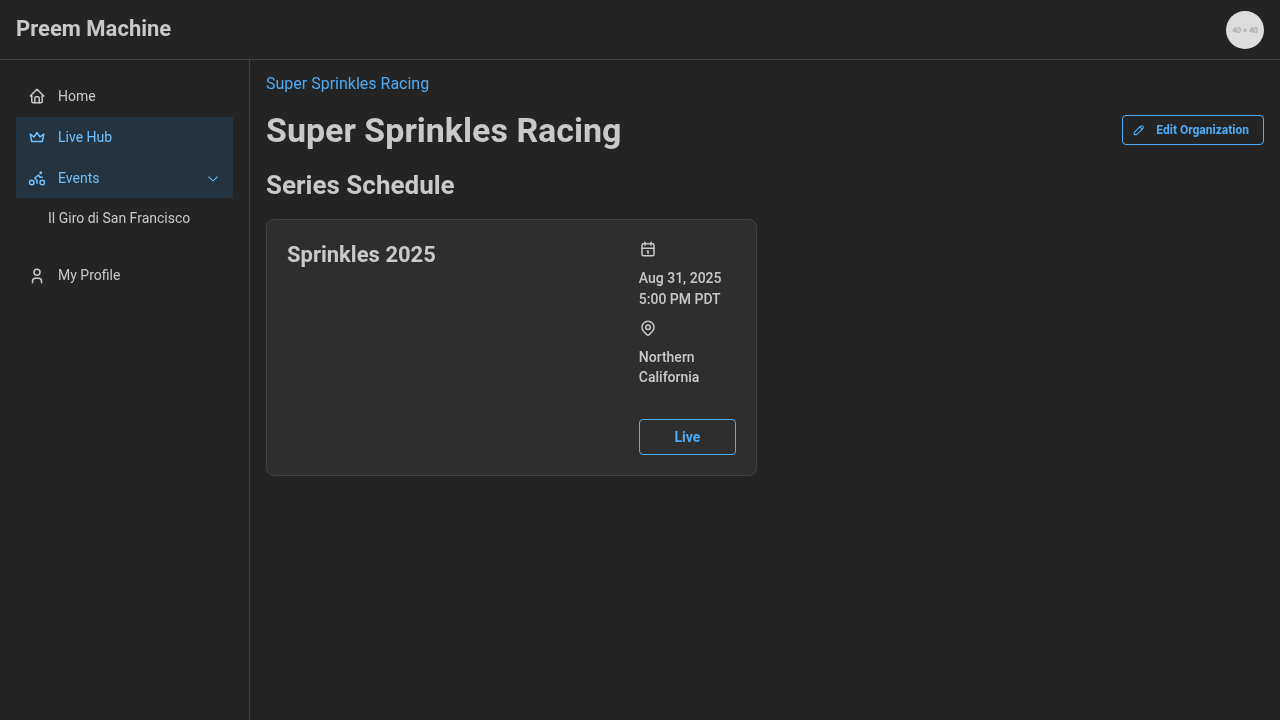 Preem Machine
40 × 40
Home
Live Hub
Events
Il Giro di San Francisco
My Profile
Super Sprinkles Racing
Super Sprinkles Racing
Edit Organization
Series Schedule
Sprinkles 2025
Aug 31, 2025
5:00 PM PDT
Northern
California
Live